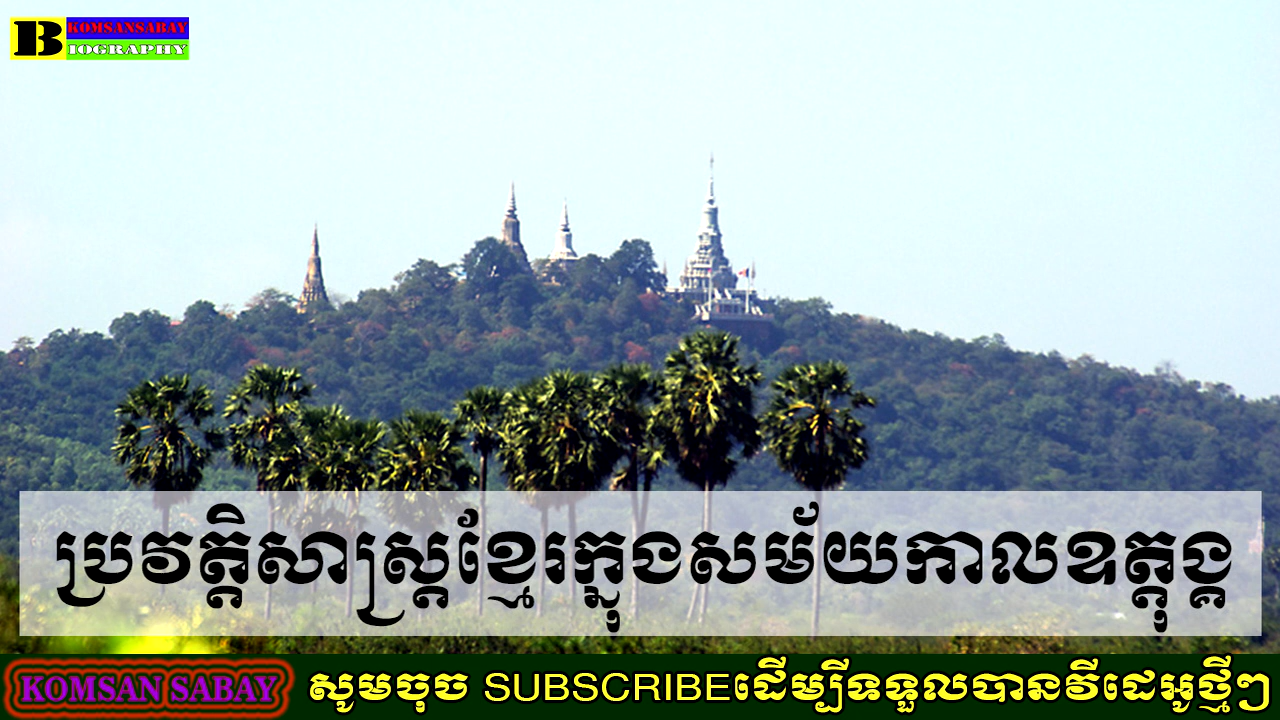 KOMSANSABAY
BIOGRAPHY
ប្រវត្តិសាស្ត្រខ្មែរក្នុងសម័យកាលឧត្តុង្គ
KOMSAN SABAY សូមចុច SUBSCRIBEដើម្បីទទួលបានវីដេអូថ្មីៗ